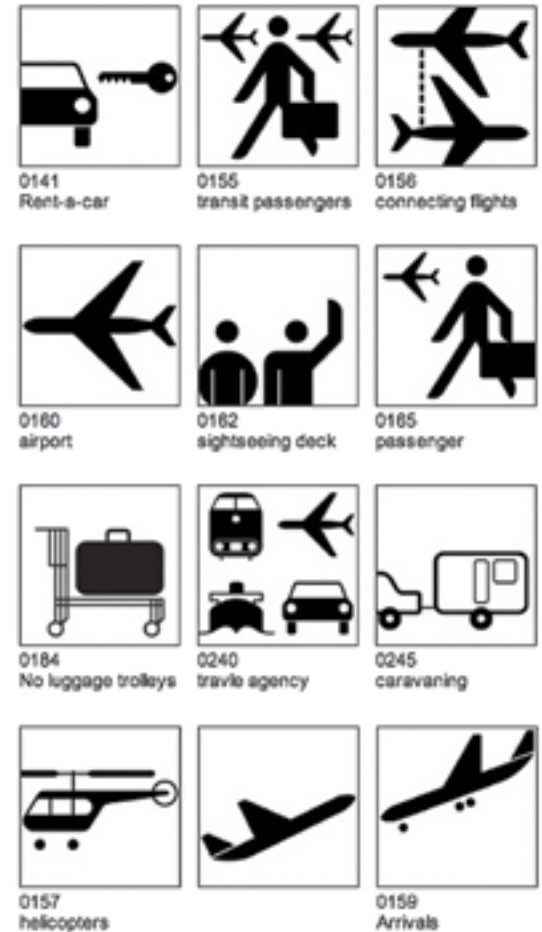 0141
Rent-a-car
0155
transit passengers
0156
connecting flights
0160
airport
0162
sightseeing deck
0165
passenger
0184
No luggage trolleys
0240
travle agency
0245
caravaning
0157
helicopters
0159
Arrivals